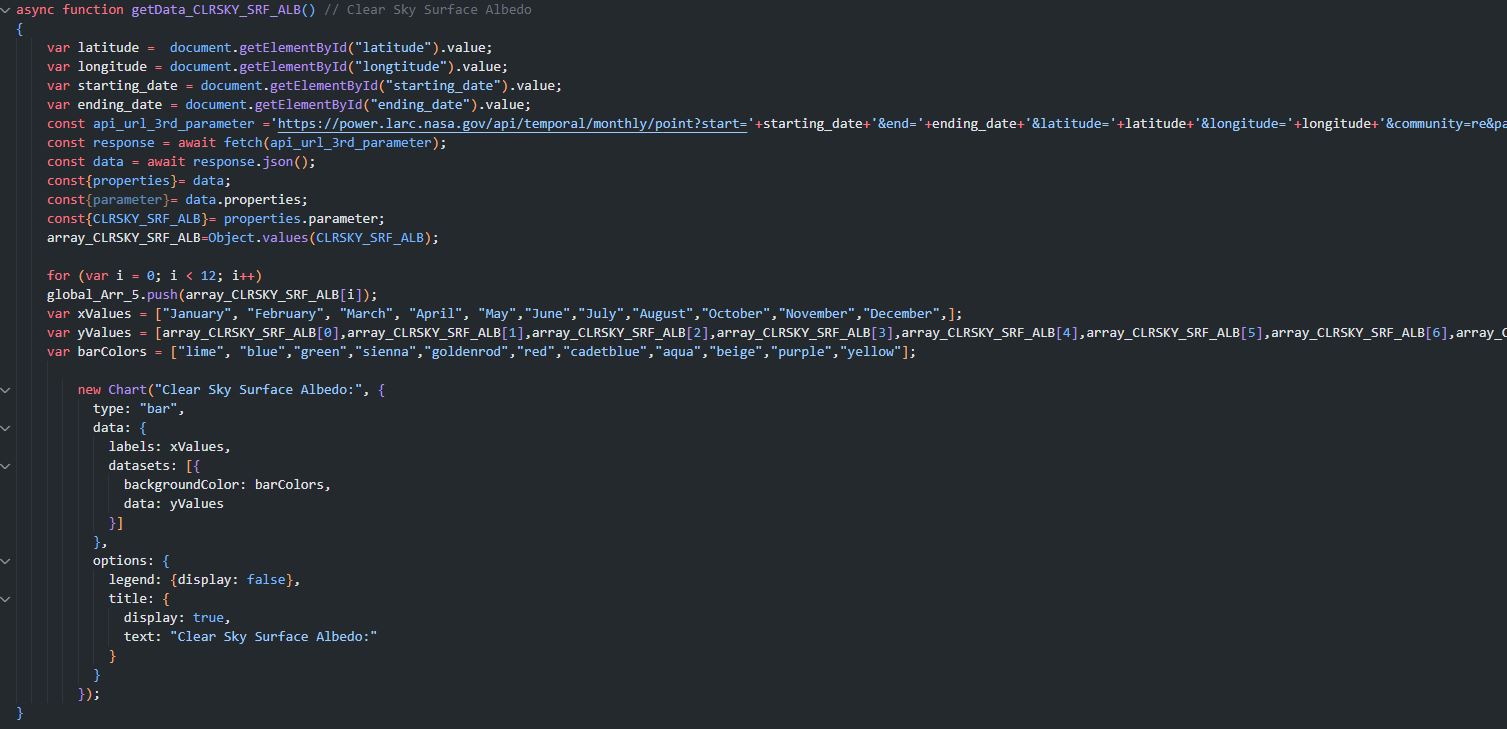 async function getData_CLRSKY_SRF_ALB() // Clear Sky Surface Albedo
{
var latitude =  document.getElementById("latitude").value;
var longitude = document.getElementById("longtitude").value;
var starting_date = document.getElementById("starting_date").value;
var ending_date = document.getElementById("ending_date").value;
const api_url_3rd_parameter ='https://power.larc.nasa.gov/api/temporal/monthly/point?start='+starting_date+'&end='+ending_date+'&latitude='+latitude+'&longitude='+longitude+'&community=re&pa
const response = await fetch(api_url_3rd_parameter);
const data = await response.json();
const{properties}= data;
const{parameter}= data.properties;
const{CLRSKY_SRF_ALB}= properties.parameter;
array_CLRSKY_SRF_ALB=Object.values(CLRSKY_SRF_ALB);
for (var i = 0; i < 12; i++)
global_Arr_5.push(array_CLRSKY_SRF_ALB[i]);
var xValues = ["January", "February", "March", "April", "May","June","July","August","October","November","December",];
var yValues = [array_CLRSKY_SRF_ALB[0],array_CLRSKY_SRF_ALB[1],array_CLRSKY_SRF_ALB[2],array_CLRSKY_SRF_ALB[3],array_CLRSKY_SRF_ALB[4],array_CLRSKY_SRF_ALB[5],array_CLRSKY_SRF_ALB[6],array_C
var barColors = ["lime", "blue","green","sienna","goldenrod","red","cadetblue","aqua","beige","purple","yellow"];
new Chart("Clear Sky Surface Albedo:", {
type: "bar",
data: {
labels: xValues,
datasets: [{
backgroundColor: barColors,
data: yValues
}]
},
options: {
legend: {display: false},
title: {
display: true,
text: "Clear Sky Surface Albedo:"
}
}
});
}